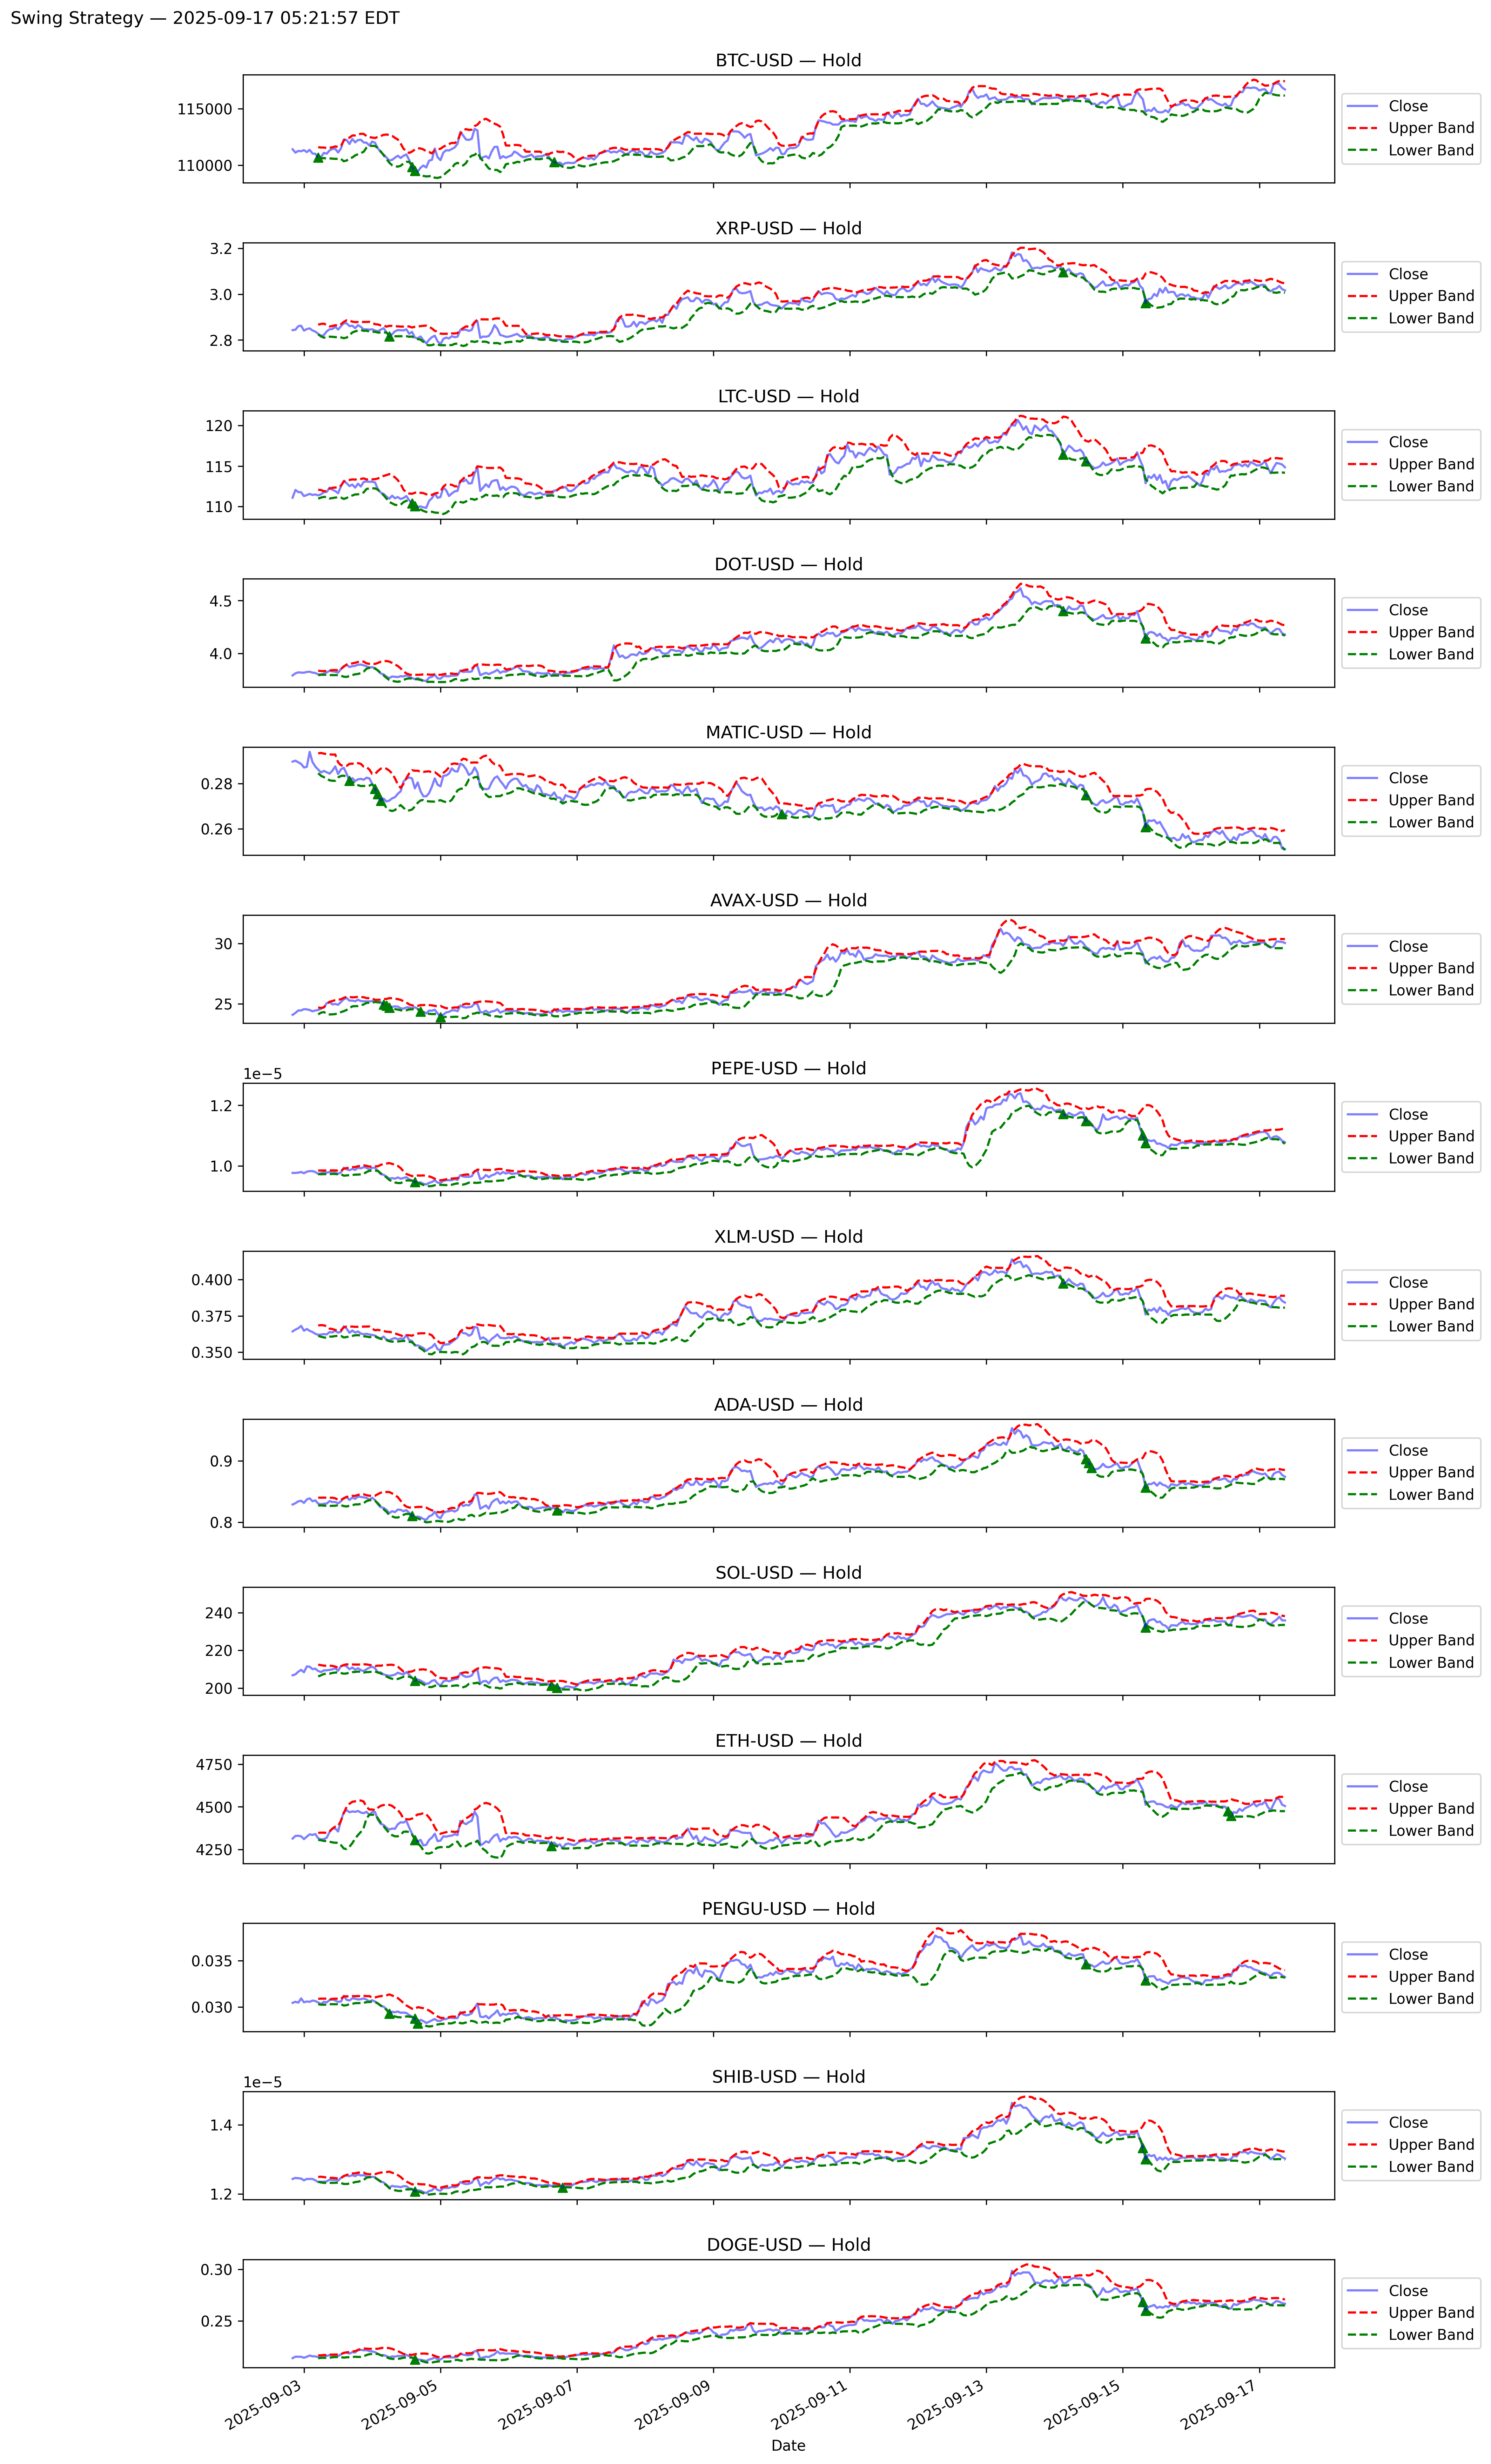 Swing Strategy — 2025-09-17 05:21:57 EDT
BTC-USD — Hold
115000
110000
Close
Upper Band
Lower Band
XRP-USD — Hold
3.2
3.0
2.8
Close
Upper Band
Lower Band
LTC-USD — Hold
120
115
110
Close
Upper Band
Lower Band
DOT-USD — Hold
4.5
4.0
Close
Upper Band
Lower Band
MATIC-USD — Hold
0.28
0.26
Close
Upper Band
Lower Band
AVAX-USD — Hold
30
25
Close
Upper Band
Lower Band
PEPE-USD — Hold
1e−5
1.2
1.0
Close
Upper Band
Lower Band
XLM-USD — Hold
0.400
0.375
0.350
Close
Upper Band
Lower Band
ADA-USD — Hold
0.9
0.8
Close
Upper Band
Lower Band
SOL-USD — Hold
240
220
200
Close
Upper Band
Lower Band
ETH-USD — Hold
4750
4500
4250
Close
Upper Band
Lower Band
PENGU-USD — Hold
0.035
0.030
Close
Upper Band
Lower Band
SHIB-USD — Hold
1e−5
1.4
1.2
Close
Upper Band
Lower Band
DOGE-USD — Hold
0.30
0.25
Close
Upper Band
Lower Band
2025-09-03
2025-09-05
2025-09-07
2025-09-09
2025-09-11
2025-09-13
2025-09-15
2025-09-17
Date